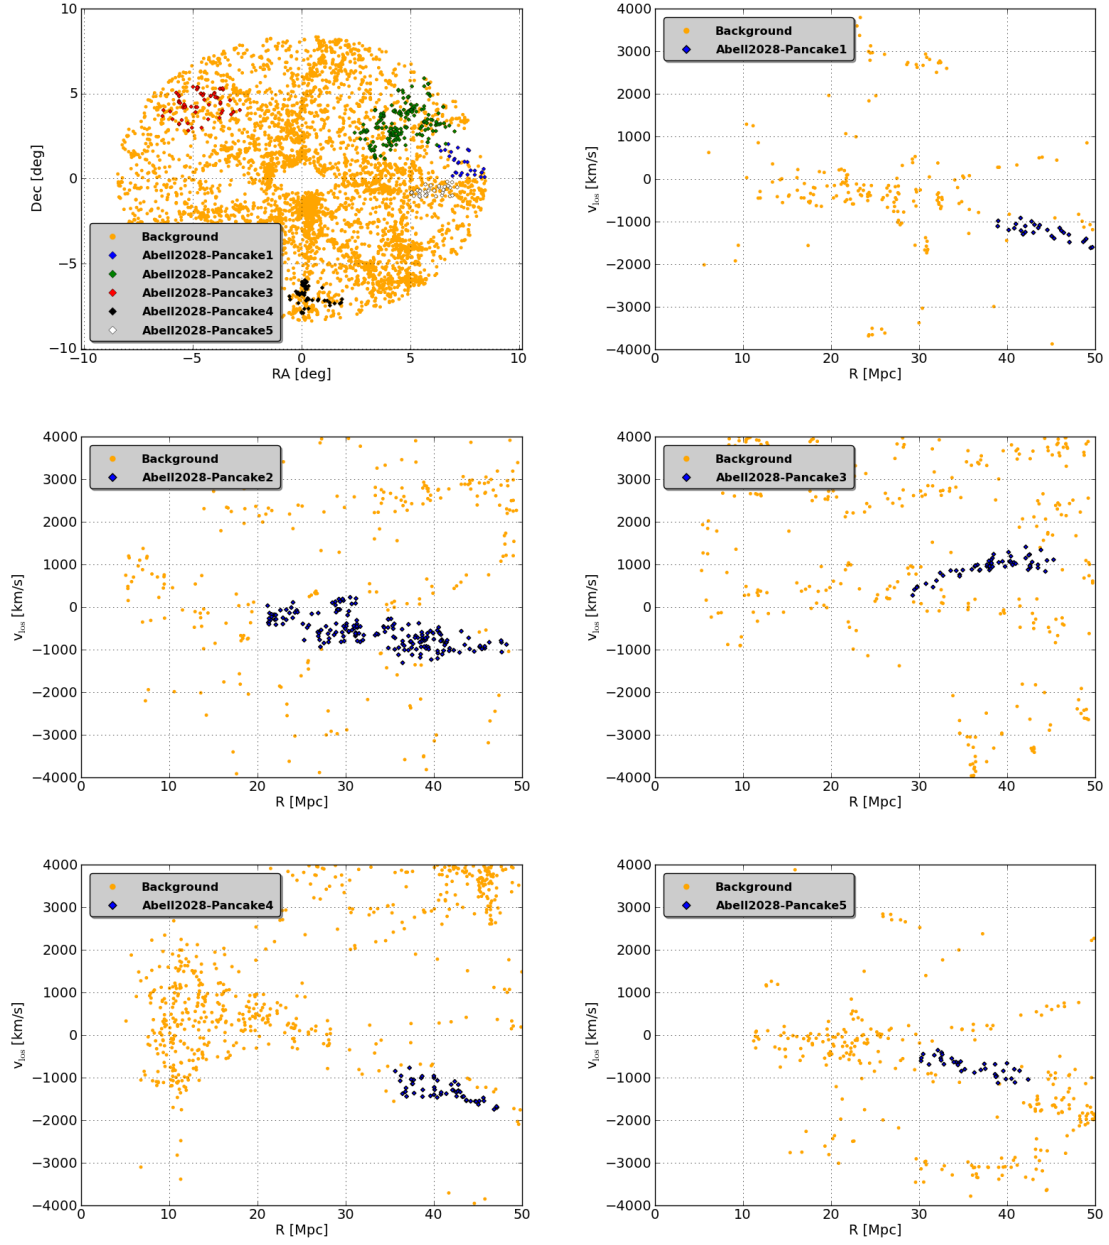 10
5
0
−5
−10
Dec [deg]
Background
Abell2028-Pancake1
Abell2028-Pancake2
Abell2028-Pancake3
Abell2028-Pancake4
Abell2028-Pancake5
−10 −5 0 5 10
RA [deg]
4000
3000
2000
1000
0
−1000
−2000
−3000
−4000
v_los [km/s]
Background
Abell2028-Pancake1
0 10 20 30 40 50
R [Mpc]
4000
3000
2000
1000
0
−1000
−2000
−3000
−4000
v_los [km/s]
Background
Abell2028-Pancake2
0 10 20 30 40 50
R [Mpc]
4000
3000
2000
1000
0
−1000
−2000
−3000
−4000
v_los [km/s]
Background
Abell2028-Pancake3
0 10 20 30 40 50
R [Mpc]
4000
3000
2000
1000
0
−1000
−2000
−3000
−4000
v_los [km/s]
Background
Abell2028-Pancake4
0 10 20 30 40 50
R [Mpc]
4000
3000
2000
1000
0
−1000
−2000
−3000
−4000
v_los [km/s]
Background
Abell2028-Pancake5
0 10 20 30 40 50
R [Mpc]